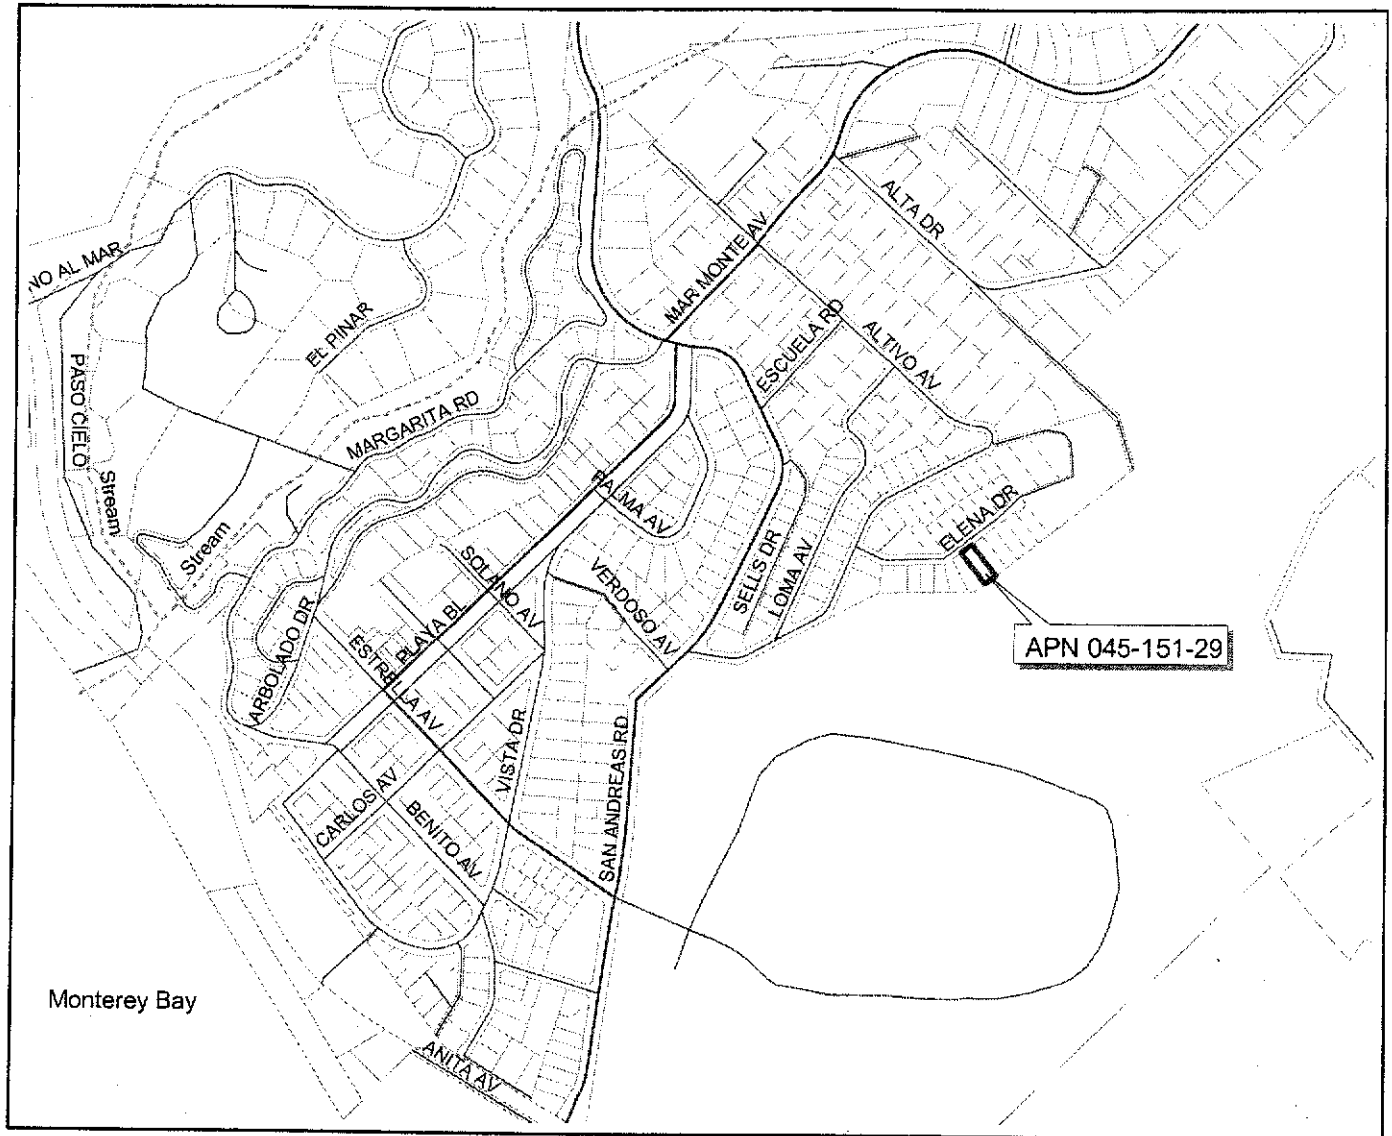 ALTA DR
MAR MONTE AV
NO AL MAR
EL PINAR
ESCUELA RD
ALTIVO AV
PASO CIELO
MARGARITA RD
Stream
PALMA AV
ELENA DR
Stream
SOLANO AV
VERDOSO AV
SELLS DR
LOMA AV
PLAYA BL
ARBOLADO DR
ESTRELLA AV
APN 045-151-29
VISTA DR
SAN ANDREAS RD
CARLOS AV
BENITO AV
Monterey Bay
ANITA AV